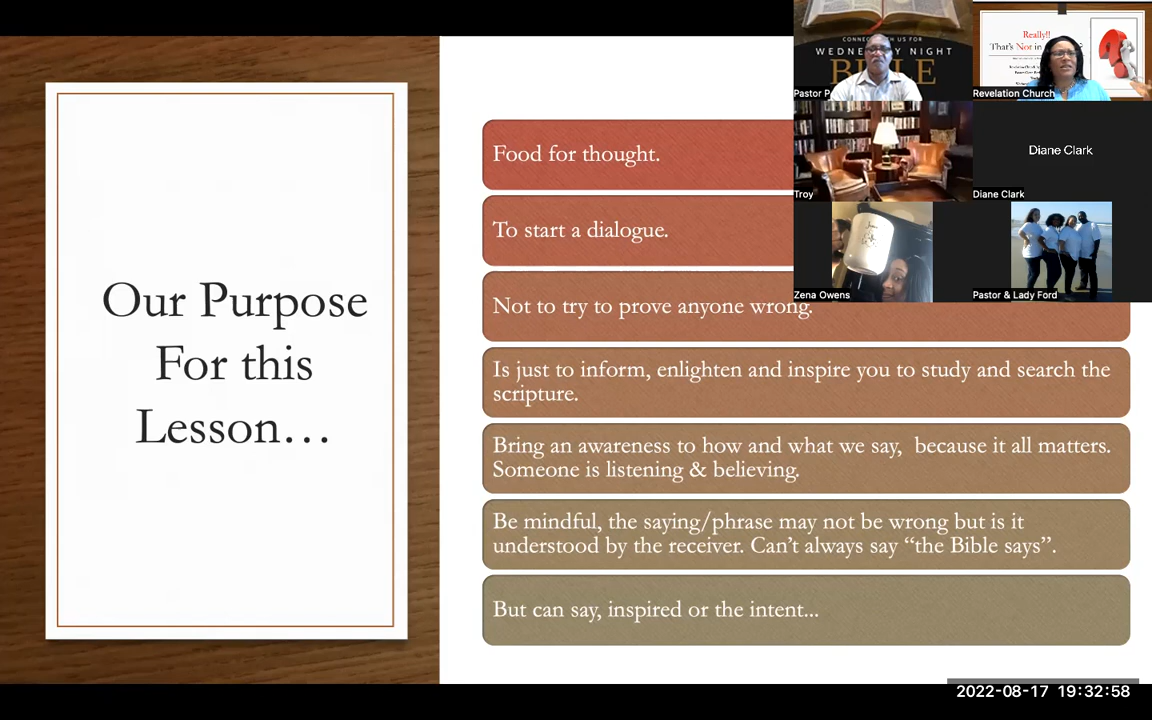 Our Purpose
For this
Lesson…
Food for thought.
To start a dialogue.
Not to try to prove anyone wrong.
Is just to inform, enlighten and inspire you to study and search the
scripture.
Bring an awareness to how and what we say,  because it all matters.
Someone is listening & believing.
Be mindful, the saying/phrase may not be wrong but is it
understood by the receiver. Can’t always say “the Bible says”.
But can say, inspired or the intent...
CONNECT WITH US FOR
WEDNESDAY NIGHT
BIBLE
Pastor P
Really!!
That's Not in
Revelation Church
Troy
Diane Clark
Diane Clark
Zena Owens
Pastor & Lady Ford
2022-08-17 19:32:58